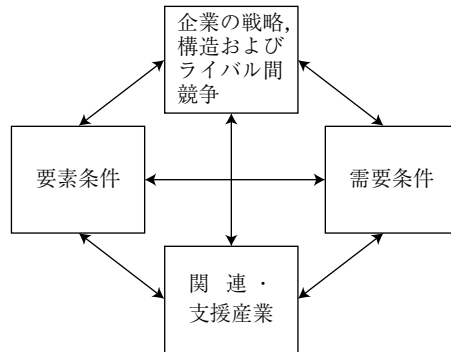 企業の戦略，
構造および
ライバル間
競争
要素条件
需要条件
関 連 ・
支援産業